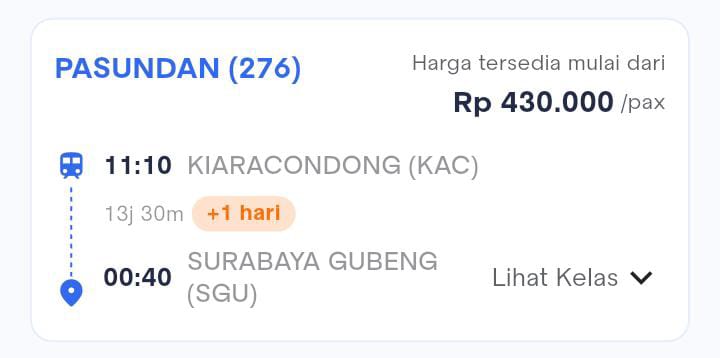 PASUNDAN (276)
Harga tersedia mulai dari
Rp 430.000 /pax
11:10 KIARACONDONG (KAC)
13j 30m +1 hari
00:40 SURABAYA GUBENG
(SGU)
Lihat Kelas